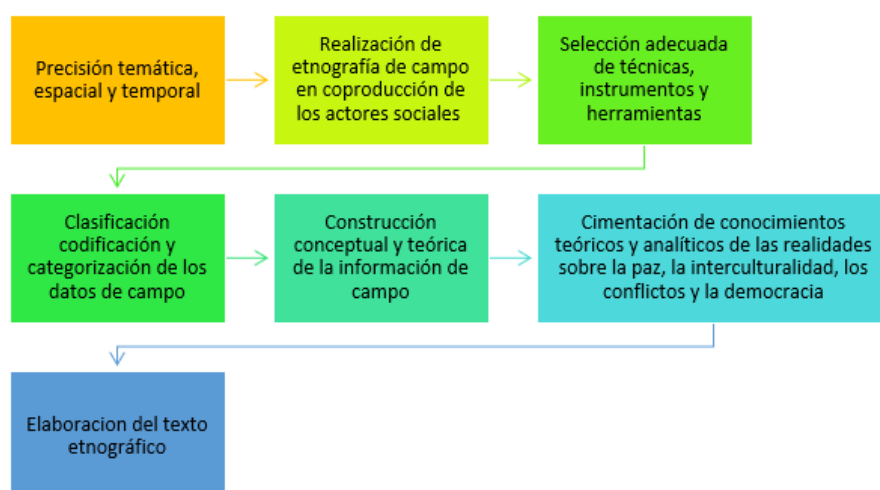 Precisión temática,
espacial y temporal
Realización de
etnografía de campo
en coproducción de
los actores sociales
Selección adecuada
de técnicas,
instrumentos y
herramientas
Clasificación
codificación y
categorización de los
datos de campo
Construcción
conceptual y teórica
de la información de
campo
Cimentación de conocimientos
teóricos y analíticos de las realidades
sobre la paz, la interculturalidad, los
conflictos y la democracia
Elaboracion del texto
etnográfico